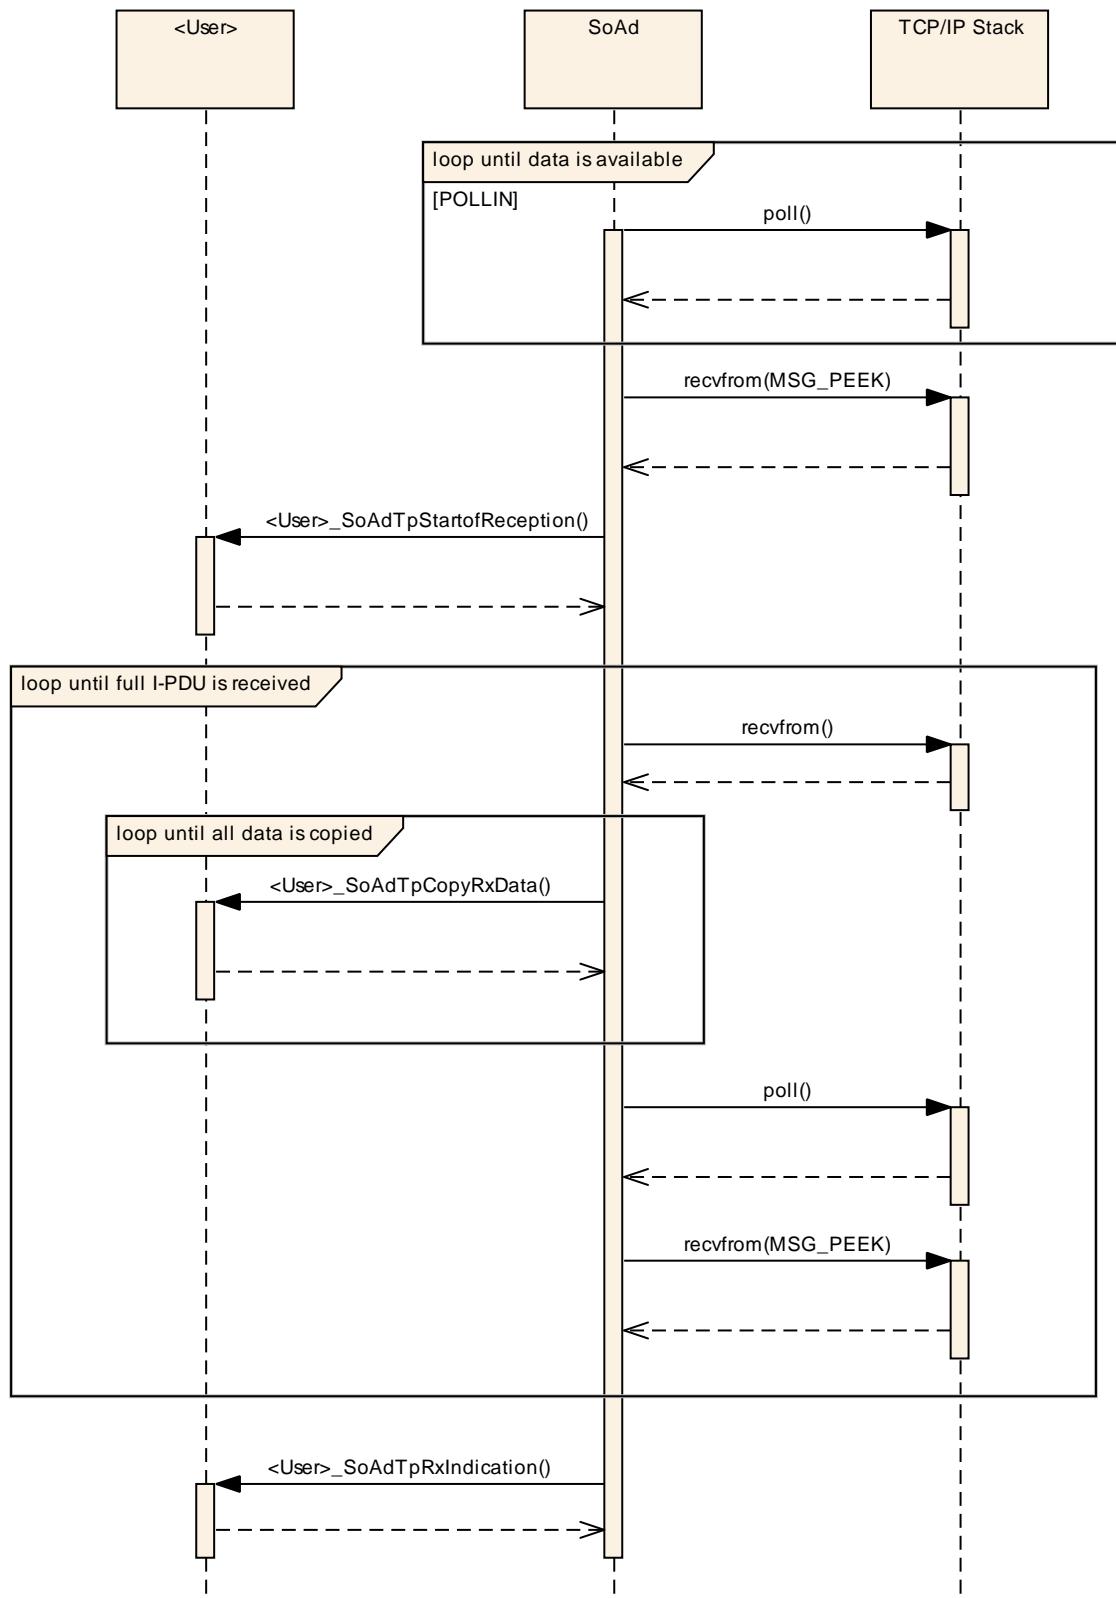 <User>
SoAd
TCP/IP Stack
loop until data is available
[POLLIN]
poll()
recvfrom(MSG_PEEK)
<User>_SoAdTpStartofReception()
loop until full I-PDU is received
recvfrom()
loop until all data is copied
<User>_SoAdTpCopyRxData()
poll()
recvfrom(MSG_PEEK)
<User>_SoAdTpRxIndication()